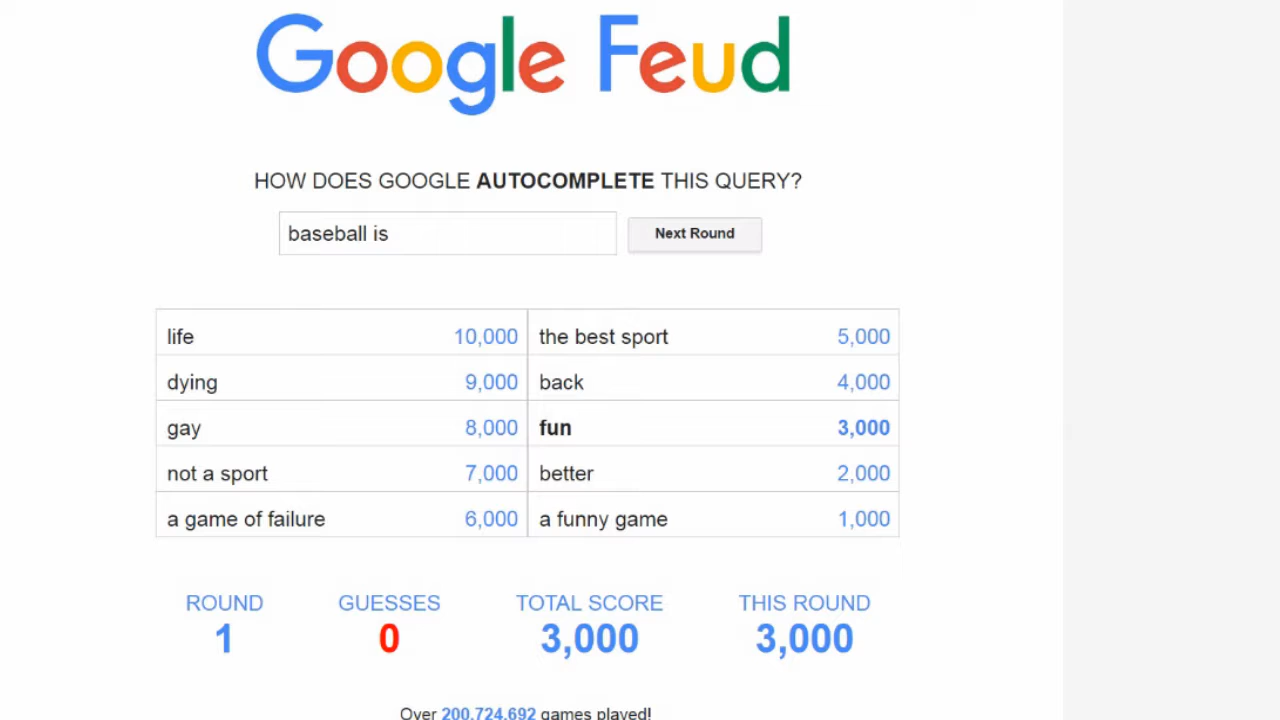 Google Feud
HOW DOES GOOGLE AUTOCOMPLETE THIS QUERY?
baseball is
Next Round
life 10,000 the best sport 5,000
dying 9,000 back 4,000
gay 8,000 fun 3,000
not a sport 7,000 better 2,000
a game of failure 6,000 a funny game 1,000
ROUND GUESSES TOTAL SCORE THIS ROUND
1 0 3,000 3,000
Over 200,724,692 games played!